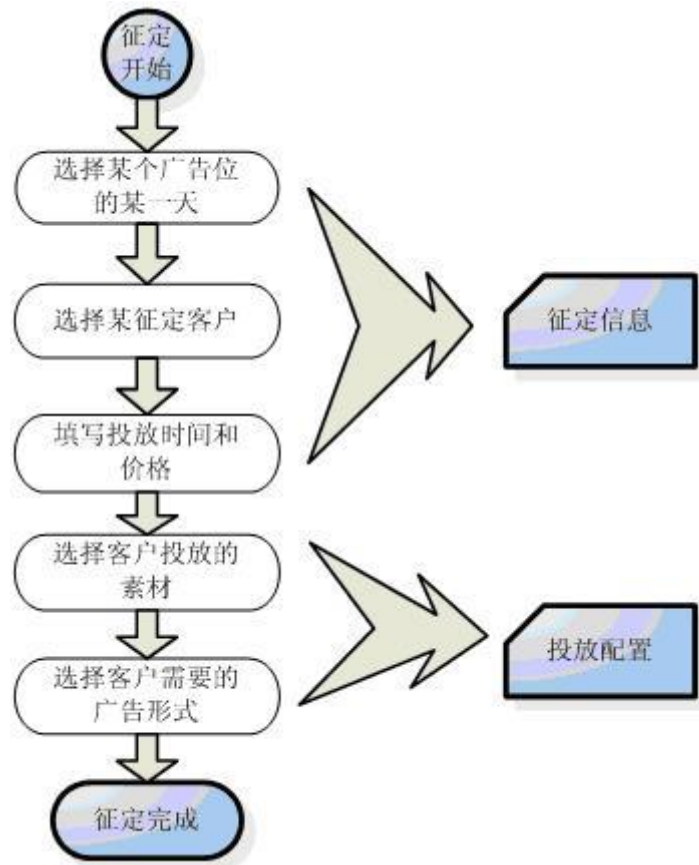 征定
开始
选择某个广告位
的某一天
选择某征定客户
征定信息
填写投放时间和
价格
选择客户投放的
素材
选择客户需要的
广告形式
投放配置
征定完成